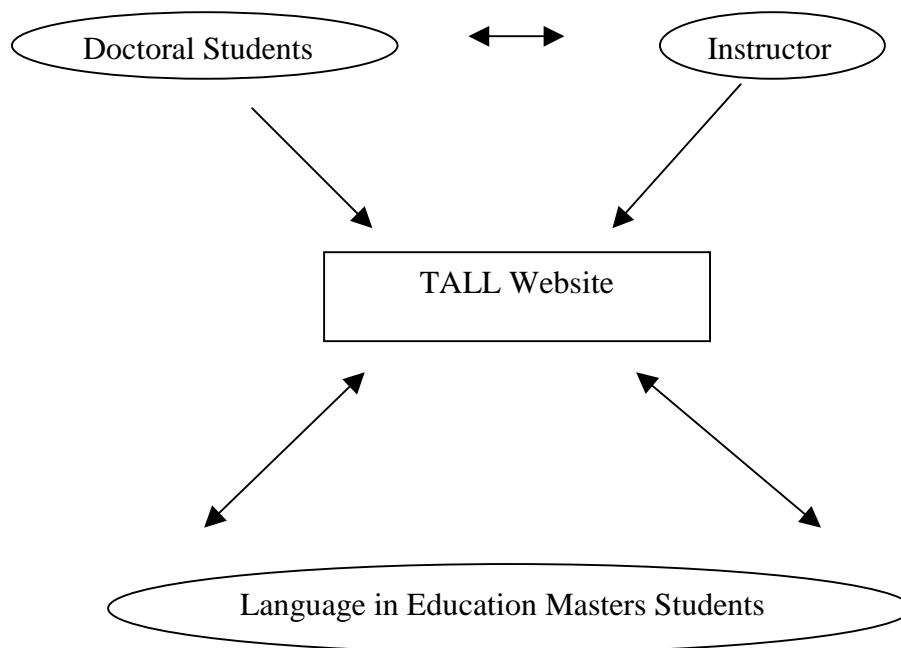 Doctoral Students
Instructor
TALL Website
Language in Education Masters Students